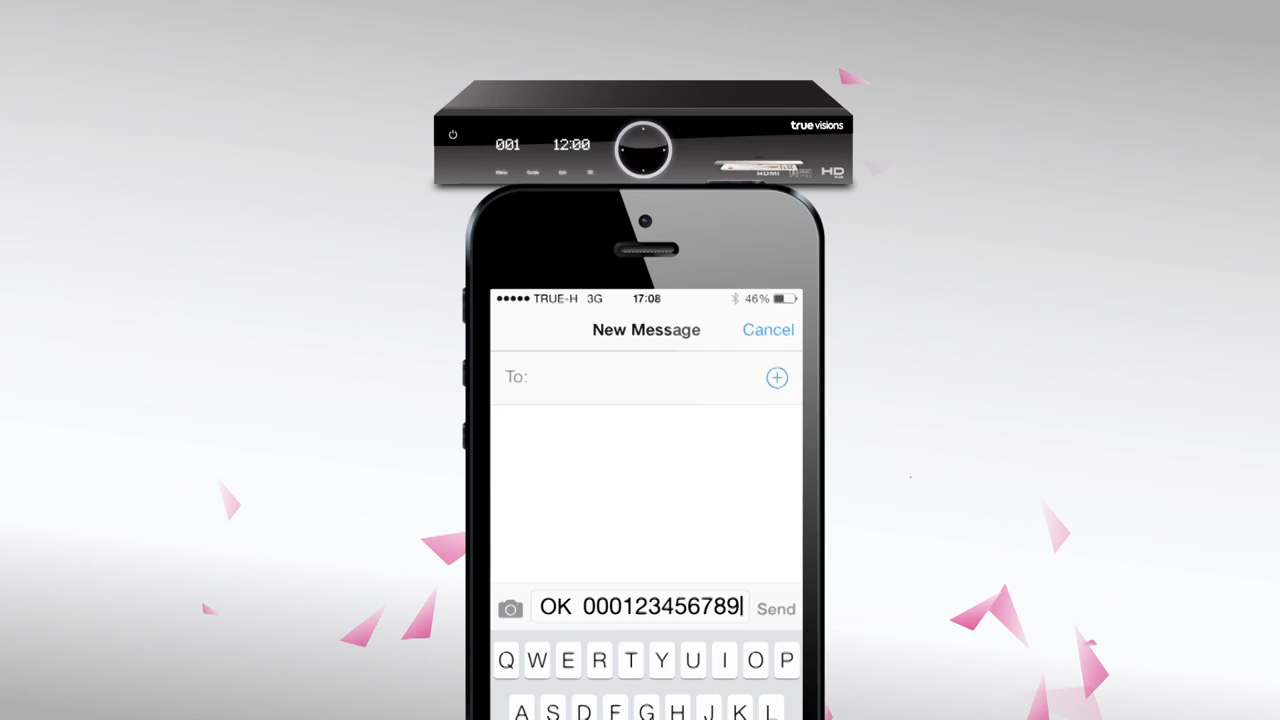 true visions
001 12:00
HDMI
HD
TRUE-H 3G 17:08 46%
New Message Cancel
To:
OK 000123456789 Send
Q W E R T Y U I O P
A S D F G H J K L